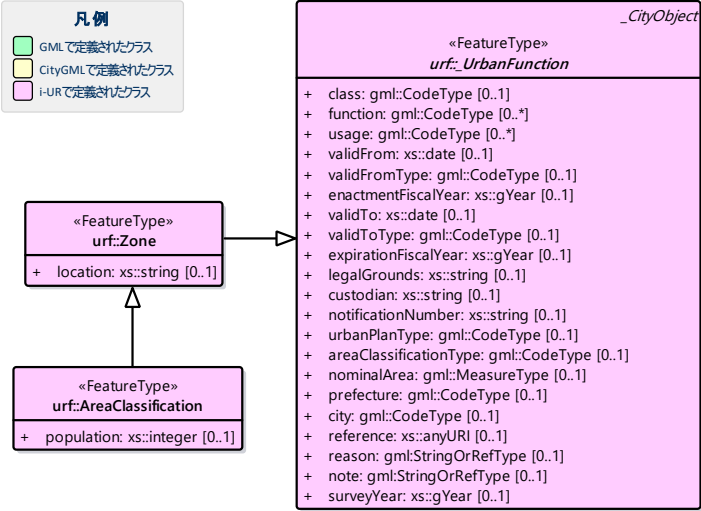 凡例
GMLで定義されたクラス
CityGMLで定義されたクラス
i-URで定義されたクラス
_CityObject
«FeatureType»
urf::_UrbanFunction
+ class: gml::CodeType [0..1]
+ function: gml::CodeType [0..*]
+ usage: gml::CodeType [0..*]
+ validFrom: xs::date [0..1]
+ validFromType: gml::CodeType [0..1]
+ enactmentFiscalYear: xs::gYear [0..1]
+ validTo: xs::date [0..1]
+ validToType: gml::CodeType [0..1]
+ expirationFiscalYear: xs::gYear [0..1]
+ legalGrounds: xs::string [0..1]
+ custodian: xs::string [0..1]
+ notificationNumber: xs::string [0..1]
+ urbanPlanType: gml::CodeType [0..1]
+ areaClassificationType: gml::CodeType [0..1]
+ nominalArea: gml::MeasureType [0..1]
+ prefecture: gml::CodeType [0..1]
+ city: gml::CodeType [0..1]
+ reference: xs::anyURI [0..1]
+ reason: gml:StringOrRefType [0..1]
+ note: gml:StringOrRefType [0..1]
+ surveyYear: xs::gYear [0..1]
«FeatureType»
urf::Zone
+ location: xs::string [0..1]
«FeatureType»
urf::AreaClassification
+ population: xs::integer [0..1]